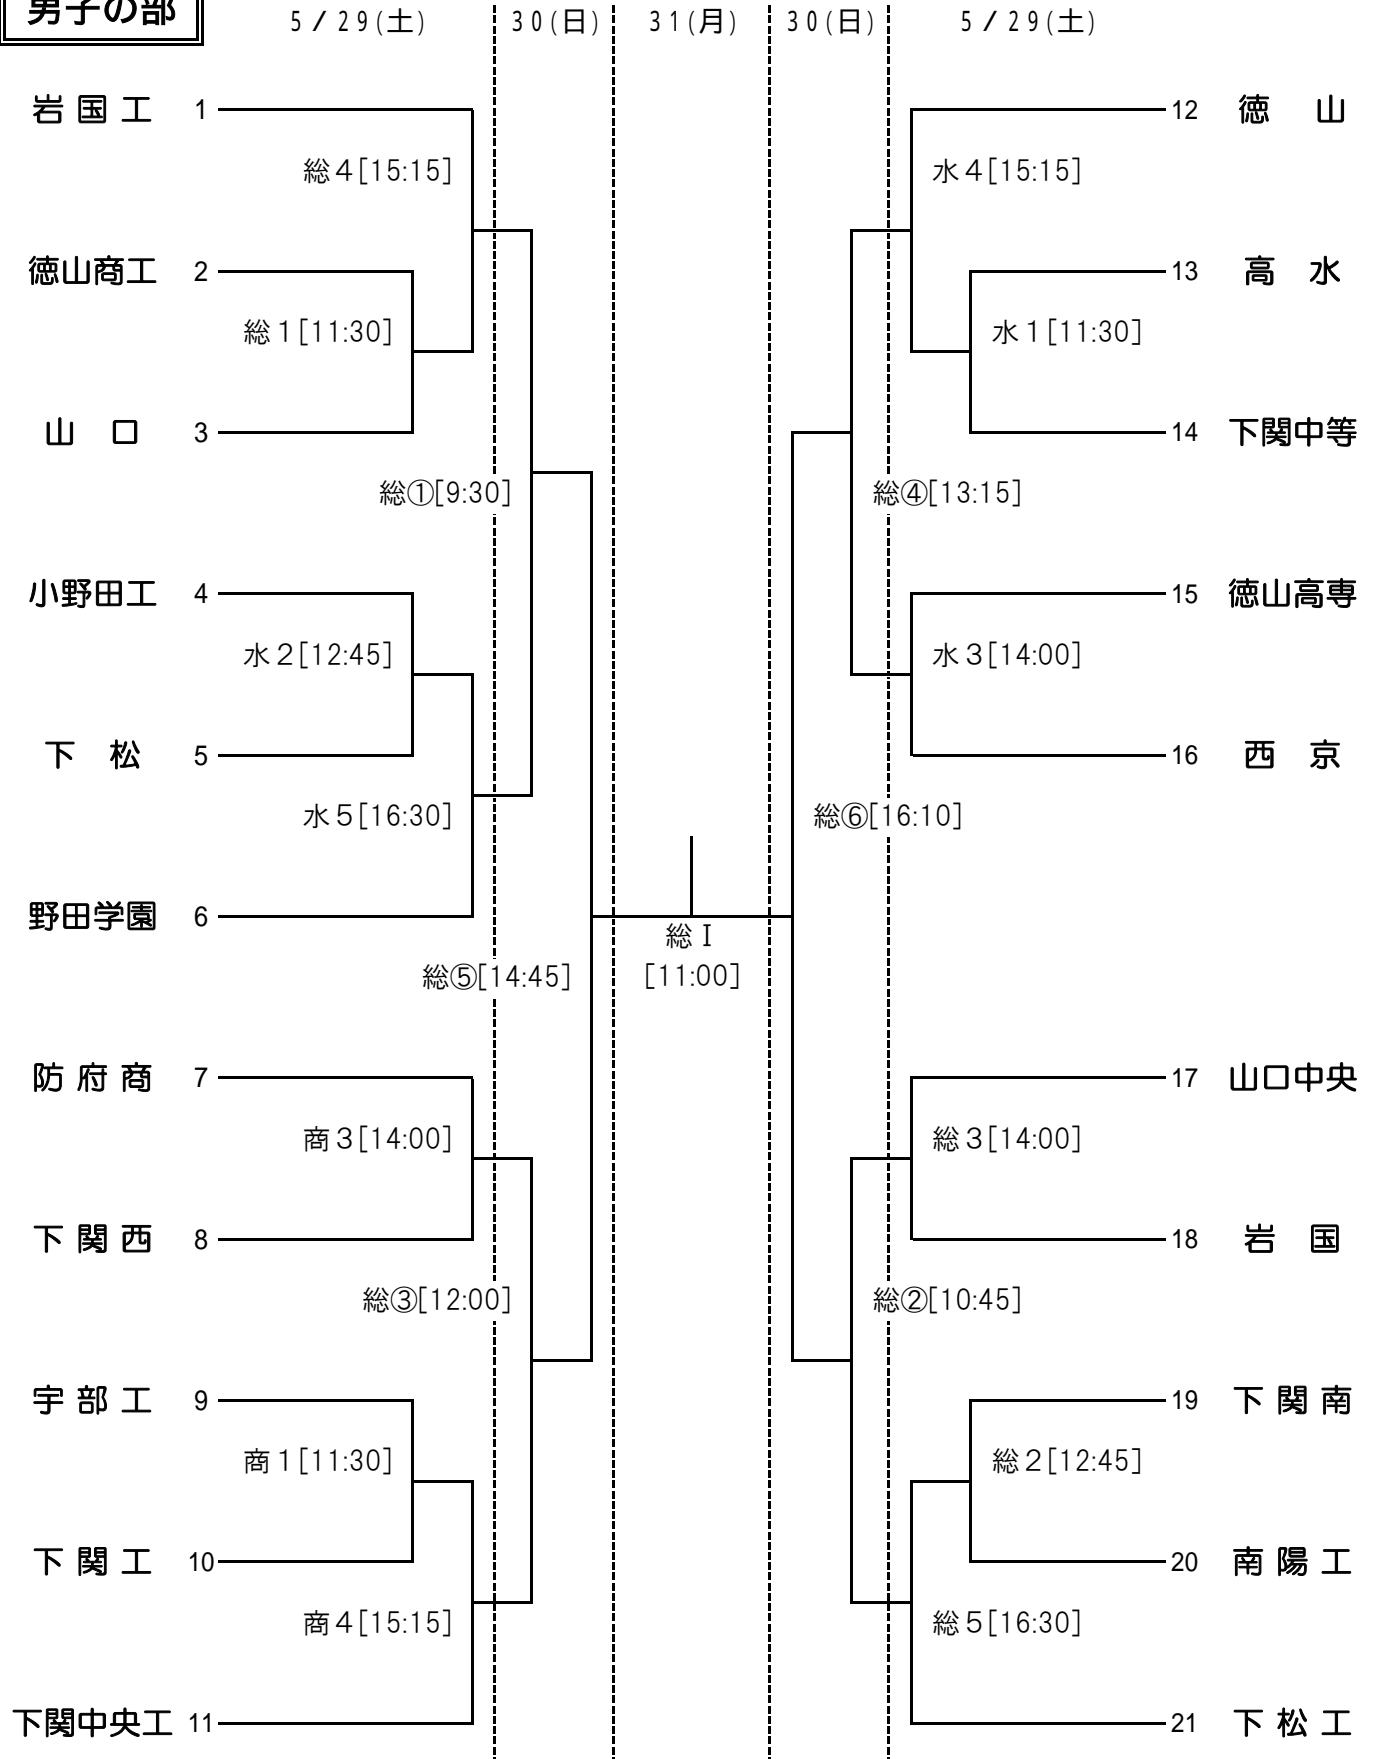 男子の部
5/29(土) 30(日) 31(月) 30(日) 5/29(土)
岩国工 1
総4[15:15]
徳山商工 2
総1[11:30]
山口 3
総①[9:30]
小野田工 4
水2[12:45]
下松 5
水5[16:30]
野田学園 6
総⑤[14:45]
防府商 7
商3[14:00]
下関西 8
総③[12:00]
宇部工 9
商1[11:30]
下関工 10
商4[15:15]
下関中央工 11
総Ⅰ
[11:00]
12 徳山
水4[15:15]
13 高水
水1[11:30]
14 下関中等
総④[13:15]
15 徳山高専
水3[14:00]
16 西京
総⑥[16:10]
17 山口中央
総3[14:00]
18 岩国
総②[10:45]
19 下関南
総2[12:45]
20 南陽工
総5[16:30]
21 下松工